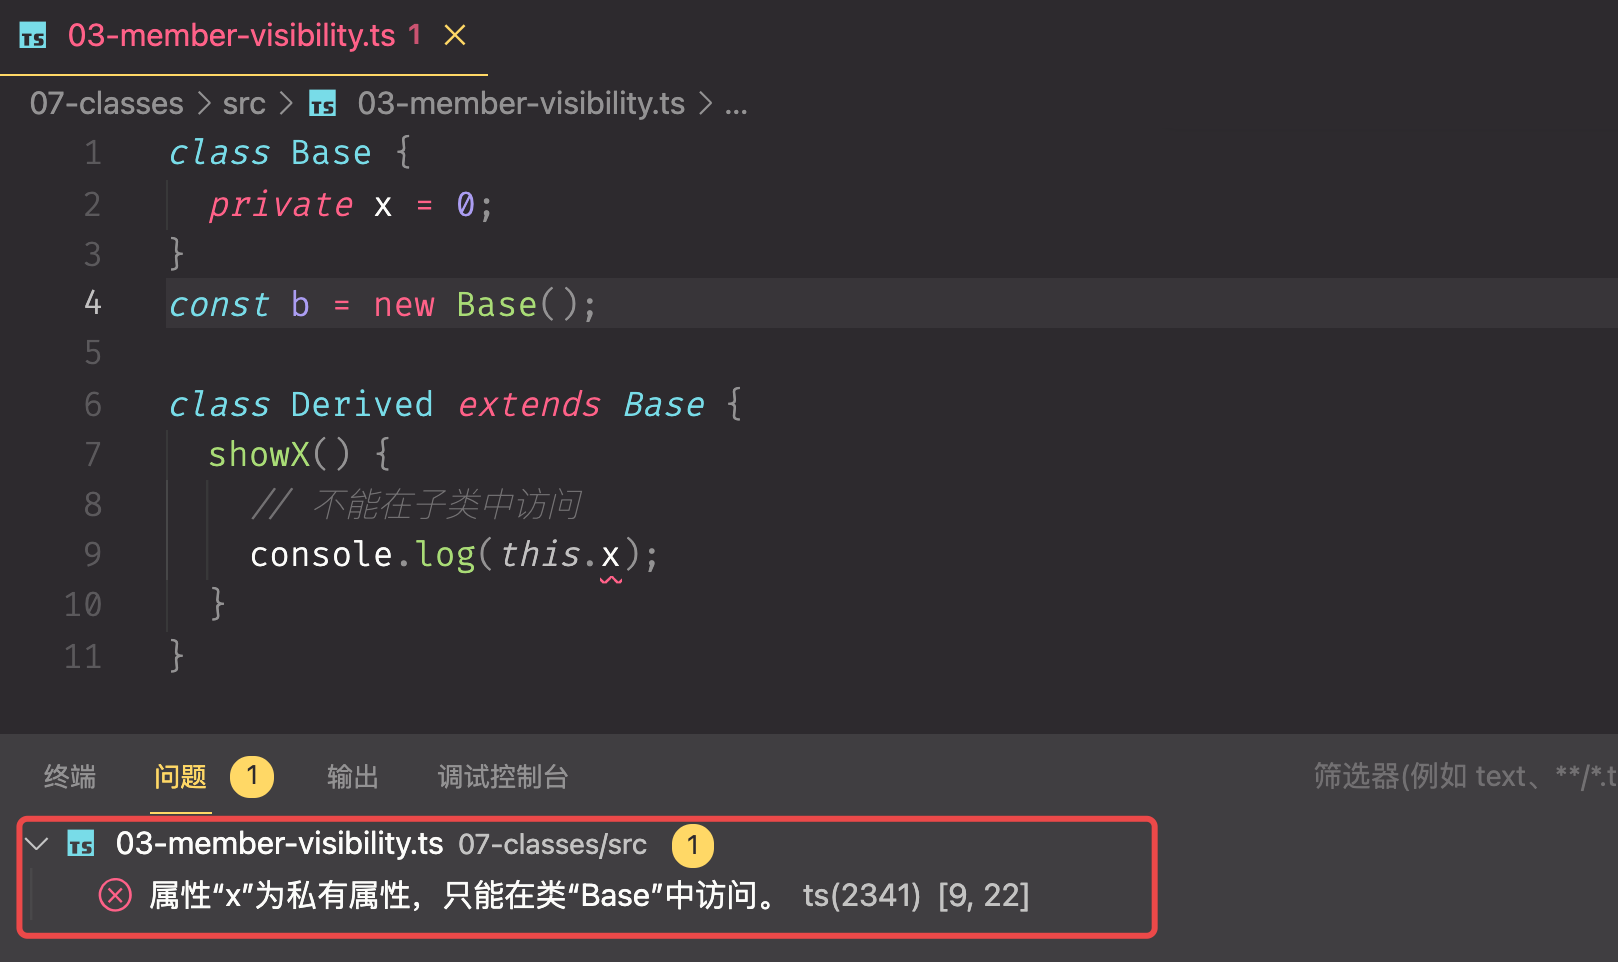 TS 03-member-visibility.ts 1
07-classes > src > TS 03-member-visibility.ts > ...
1 class Base {
2 private x = 0;
3 }
4 const b = new Base();
5
6 class Derived extends Base {
7 showX() {
8 // 不能在子类中访问
9 console.log(this.x);
10 }
11 }
终端 问题 1 输出 调试控制台 筛选器(例如 text、**/*.t
TS 03-member-visibility.ts 07-classes/src 1
属性“x”为私有属性，只能在类“Base”中访问。 ts(2341) [9, 22]